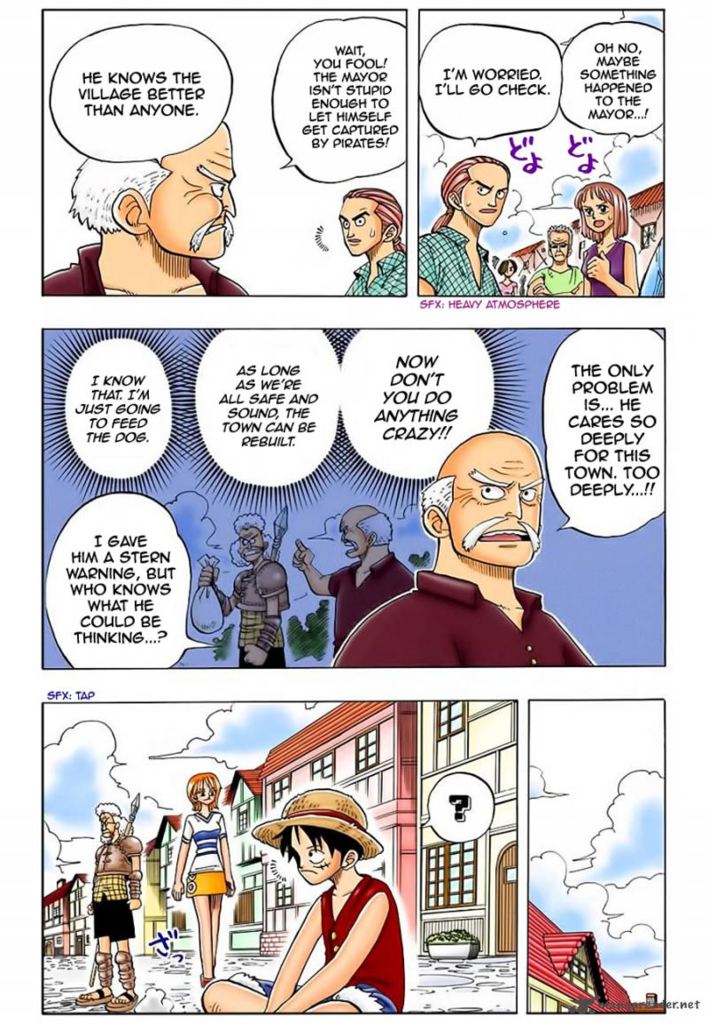 OH NO,
MAYBE
SOMETHING
HAPPENED
TO THE
MAYOR...!
I'M WORRIED.
I'LL GO CHECK.
どよ
どよ
SFX: HEAVY ATMOSPHERE
WAIT,
YOU FOOL!
THE MAYOR
ISN'T STUPID
ENOUGH TO
LET HIMSELF
GET CAPTURED
BY PIRATES!
HE KNOWS THE
VILLAGE BETTER
THAN ANYONE.
THE ONLY
PROBLEM
IS... HE
CARES SO
DEEPLY
FOR THIS
TOWN. TOO
DEEPLY...!!
NOW
DON'T
YOU DO
ANYTHING
CRAZY!!
AS LONG
AS WE'RE
ALL SAFE AND
SOUND, THE
TOWN CAN BE
REBUILT.
I KNOW
THAT. I'M
JUST GOING
TO FEED
THE DOG.
I GAVE
HIM A STERN
WARNING, BUT
WHO KNOWS
WHAT HE
COULD BE
THINKING...?
SFX: TAP
?
ざっ